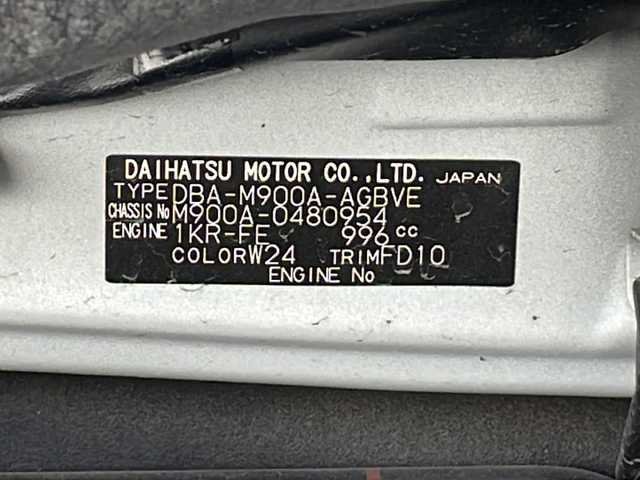 DAIHATSU MOTOR CO.,LTD. JAPAN
TYPE DBA-M900A-AGBVE
CHASSIS No M900A-0480954
ENGINE 1KR-FE 996 cc
COLOR W24 TRIM FD10
ENGINE No